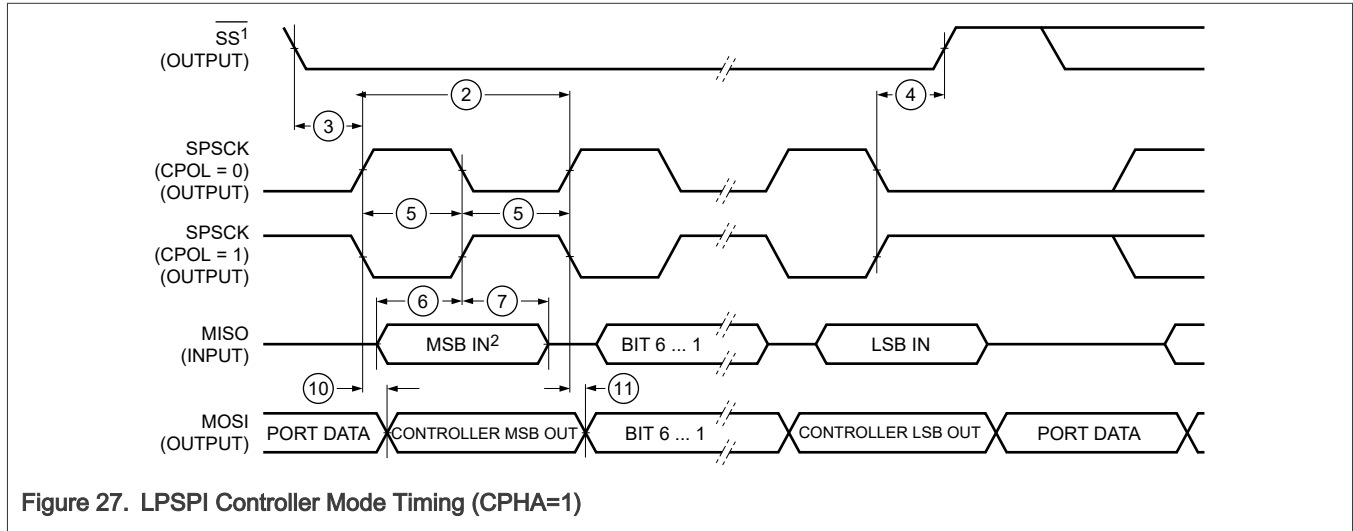 SS1
(OUTPUT)
2
4
3
SPSCK
(CPOL = 0)
(OUTPUT)
5
5
SPSCK
(CPOL = 1)
(OUTPUT)
6
7
MISO
(INPUT)
MSB IN2
BIT 6 ... 1
LSB IN
10
11
MOSI
(OUTPUT)
PORT DATA
CONTROLLER MSB OUT
BIT 6 ... 1
CONTROLLER LSB OUT
PORT DATA
Figure 27. LPSPI Controller Mode Timing (CPHA=1)